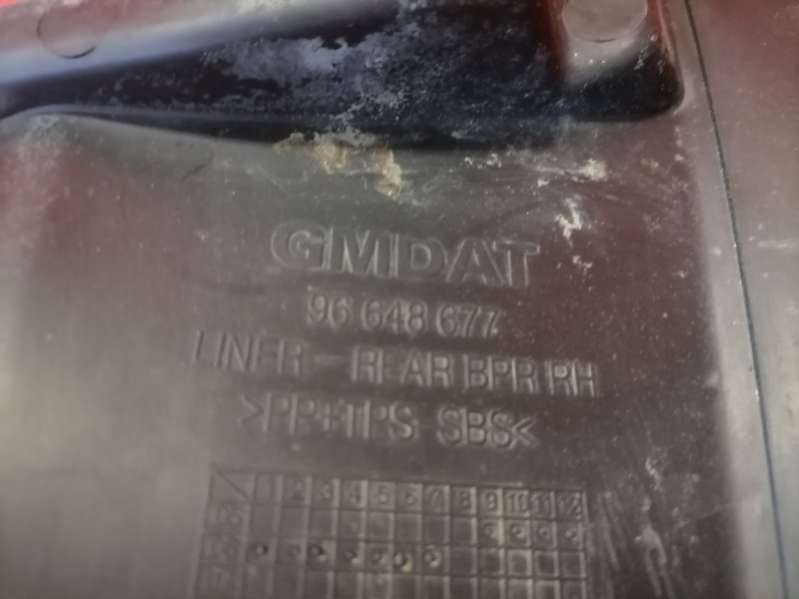 GMDAT
96 648 677
LINER - REAR BPR RH
>PP+TPS-SBS<
1 2 3 4 5 6 7 8 9 10 11 12